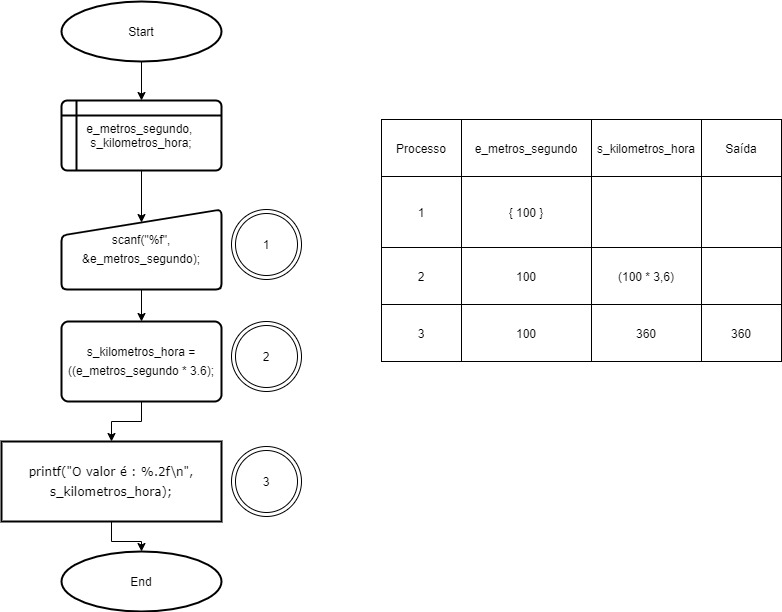 Start
e_metros_segundo,
s_kilometros_hora;
scanf("%f",
&e_metros_segundo);
1
s_kilometros_hora =
((e_metros_segundo * 3.6);
2
printf("O valor é : %.2f\n",
s_kilometros_hora);
3
End
Processo e_metros_segundo s_kilometros_hora Saída
1 { 100 }
2 100 (100 * 3,6)
3 100 360 360